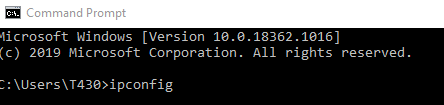 Command Prompt
Microsoft Windows [Version 10.0.18362.1016]
(c) 2019 Microsoft Corporation. All rights reserved.
C:\Users\T430>ipconfig